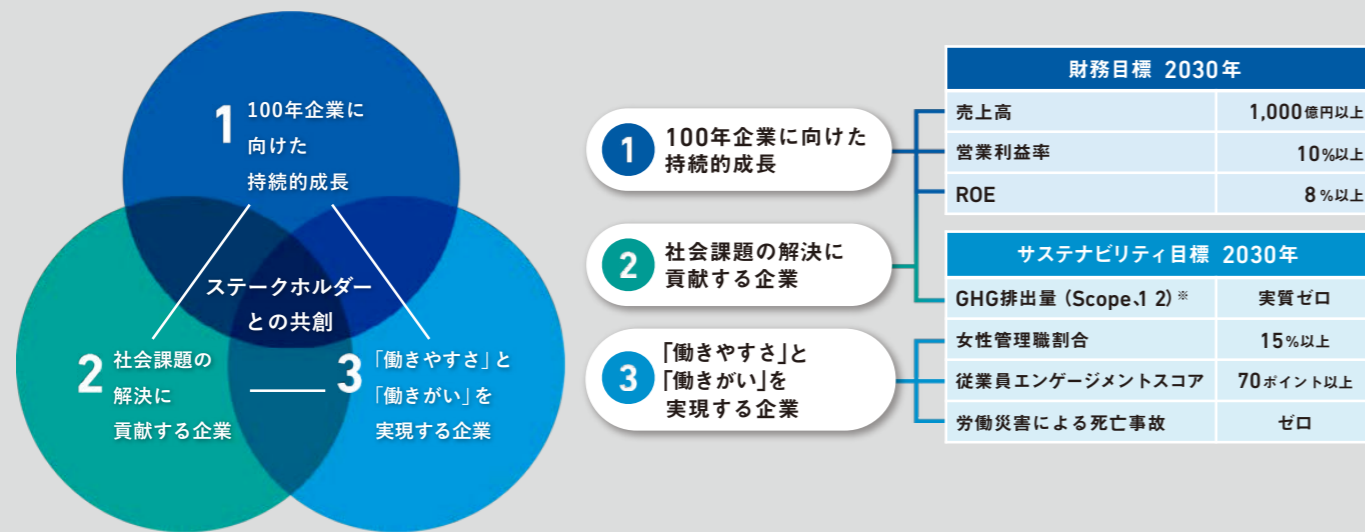 1 100年企業に
向けた
持続的成長
ステークホルダー
との共創
2 社会課題の
解決に
貢献する企業
3 「働きやすさ」と
「働きがい」を
実現する企業
1 100年企業に向けた
持続的成長
2 社会課題の解決に
貢献する企業
3 「働きやすさ」と
「働きがい」を
実現する企業
財務目標 2030年
売上高 1,000億円以上
営業利益率 10%以上
ROE 8%以上
サステナビリティ目標 2030年
GHG排出量（Scope、1 2）※ 実質ゼロ
女性管理職割合 15%以上
従業員エンゲージメントスコア 70ポイント以上
労働災害による死亡事故 ゼロ